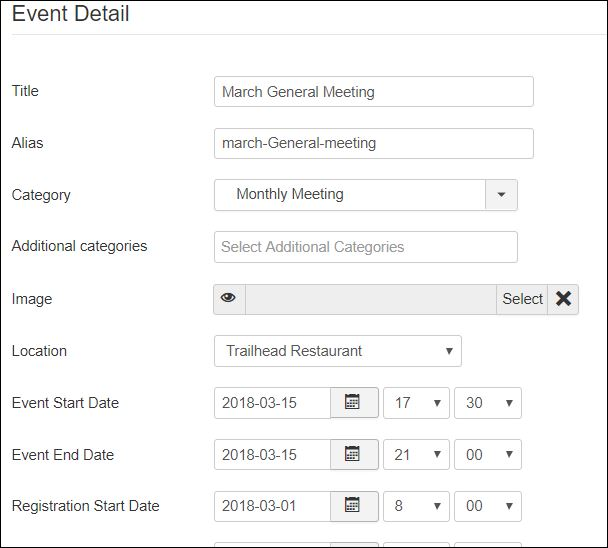 Event Detail
Title March General Meeting
Alias march-General-meeting
Category Monthly Meeting
Additional categories Select Additional Categories
Image Select
Location Trailhead Restaurant
Event Start Date 2018-03-15 17 30
Event End Date 2018-03-15 21 00
Registration Start Date 2018-03-01 8 00